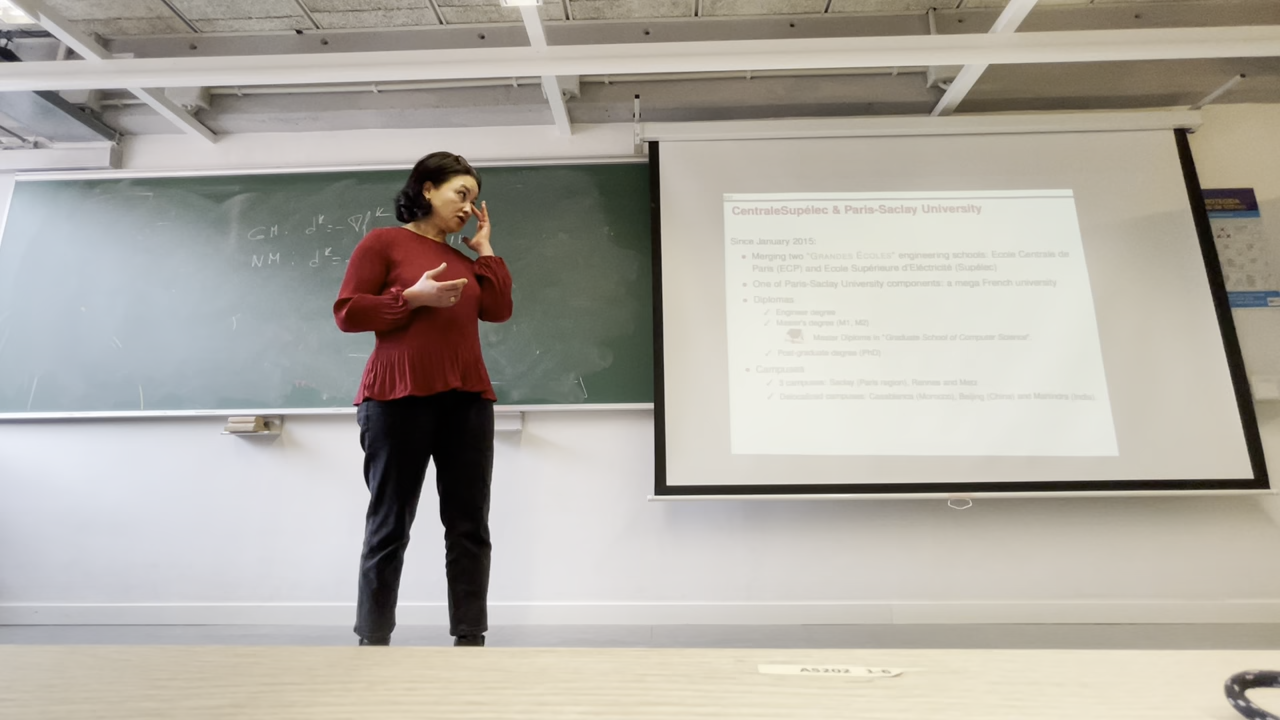 GM: d^k = -∇f^k
NM: d^k =
CentraleSupélec & Paris-Saclay University
Since January 2015:
Merging two "GRANDES ÉCOLES" engineering schools: Ecole Centrale de
Paris (ECP) and Ecole Supérieure d'Electricité (Supélec)
One of Paris-Saclay University components: a mega French university
Diplomas
✓ Engineer degree
✓ Master's degree (M1, M2)
Master Diploma in "Graduate School of Computer Science".
✓ Post-graduate degree (PhD)
Campuses
✓ 3 campuses: Saclay (Paris region), Rennes and Metz
✓ Delocalized campuses: Casablanca (Morocco), Beijing (China) and Mahindra (India).
AS202 1-6